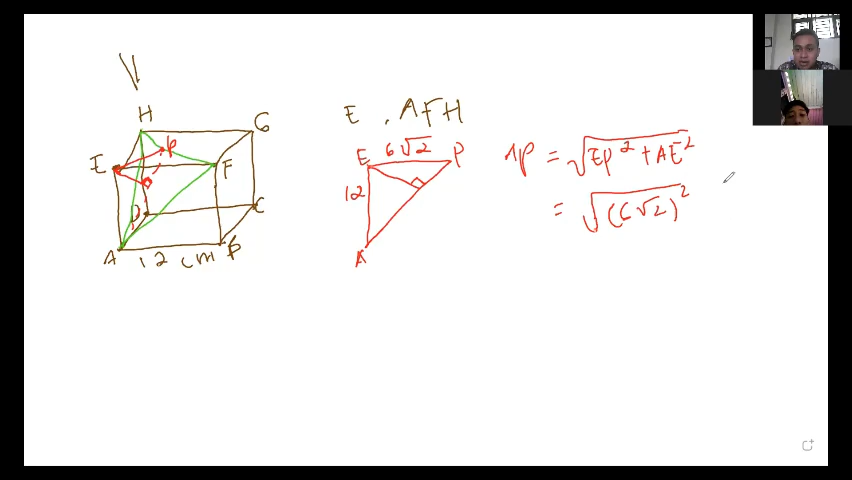 H
G
E
P
F
D
C
A
12 cm
B
E , AFH
E 6√2 P
12
A
AP = √EP² + AE²
= √(6√2)²